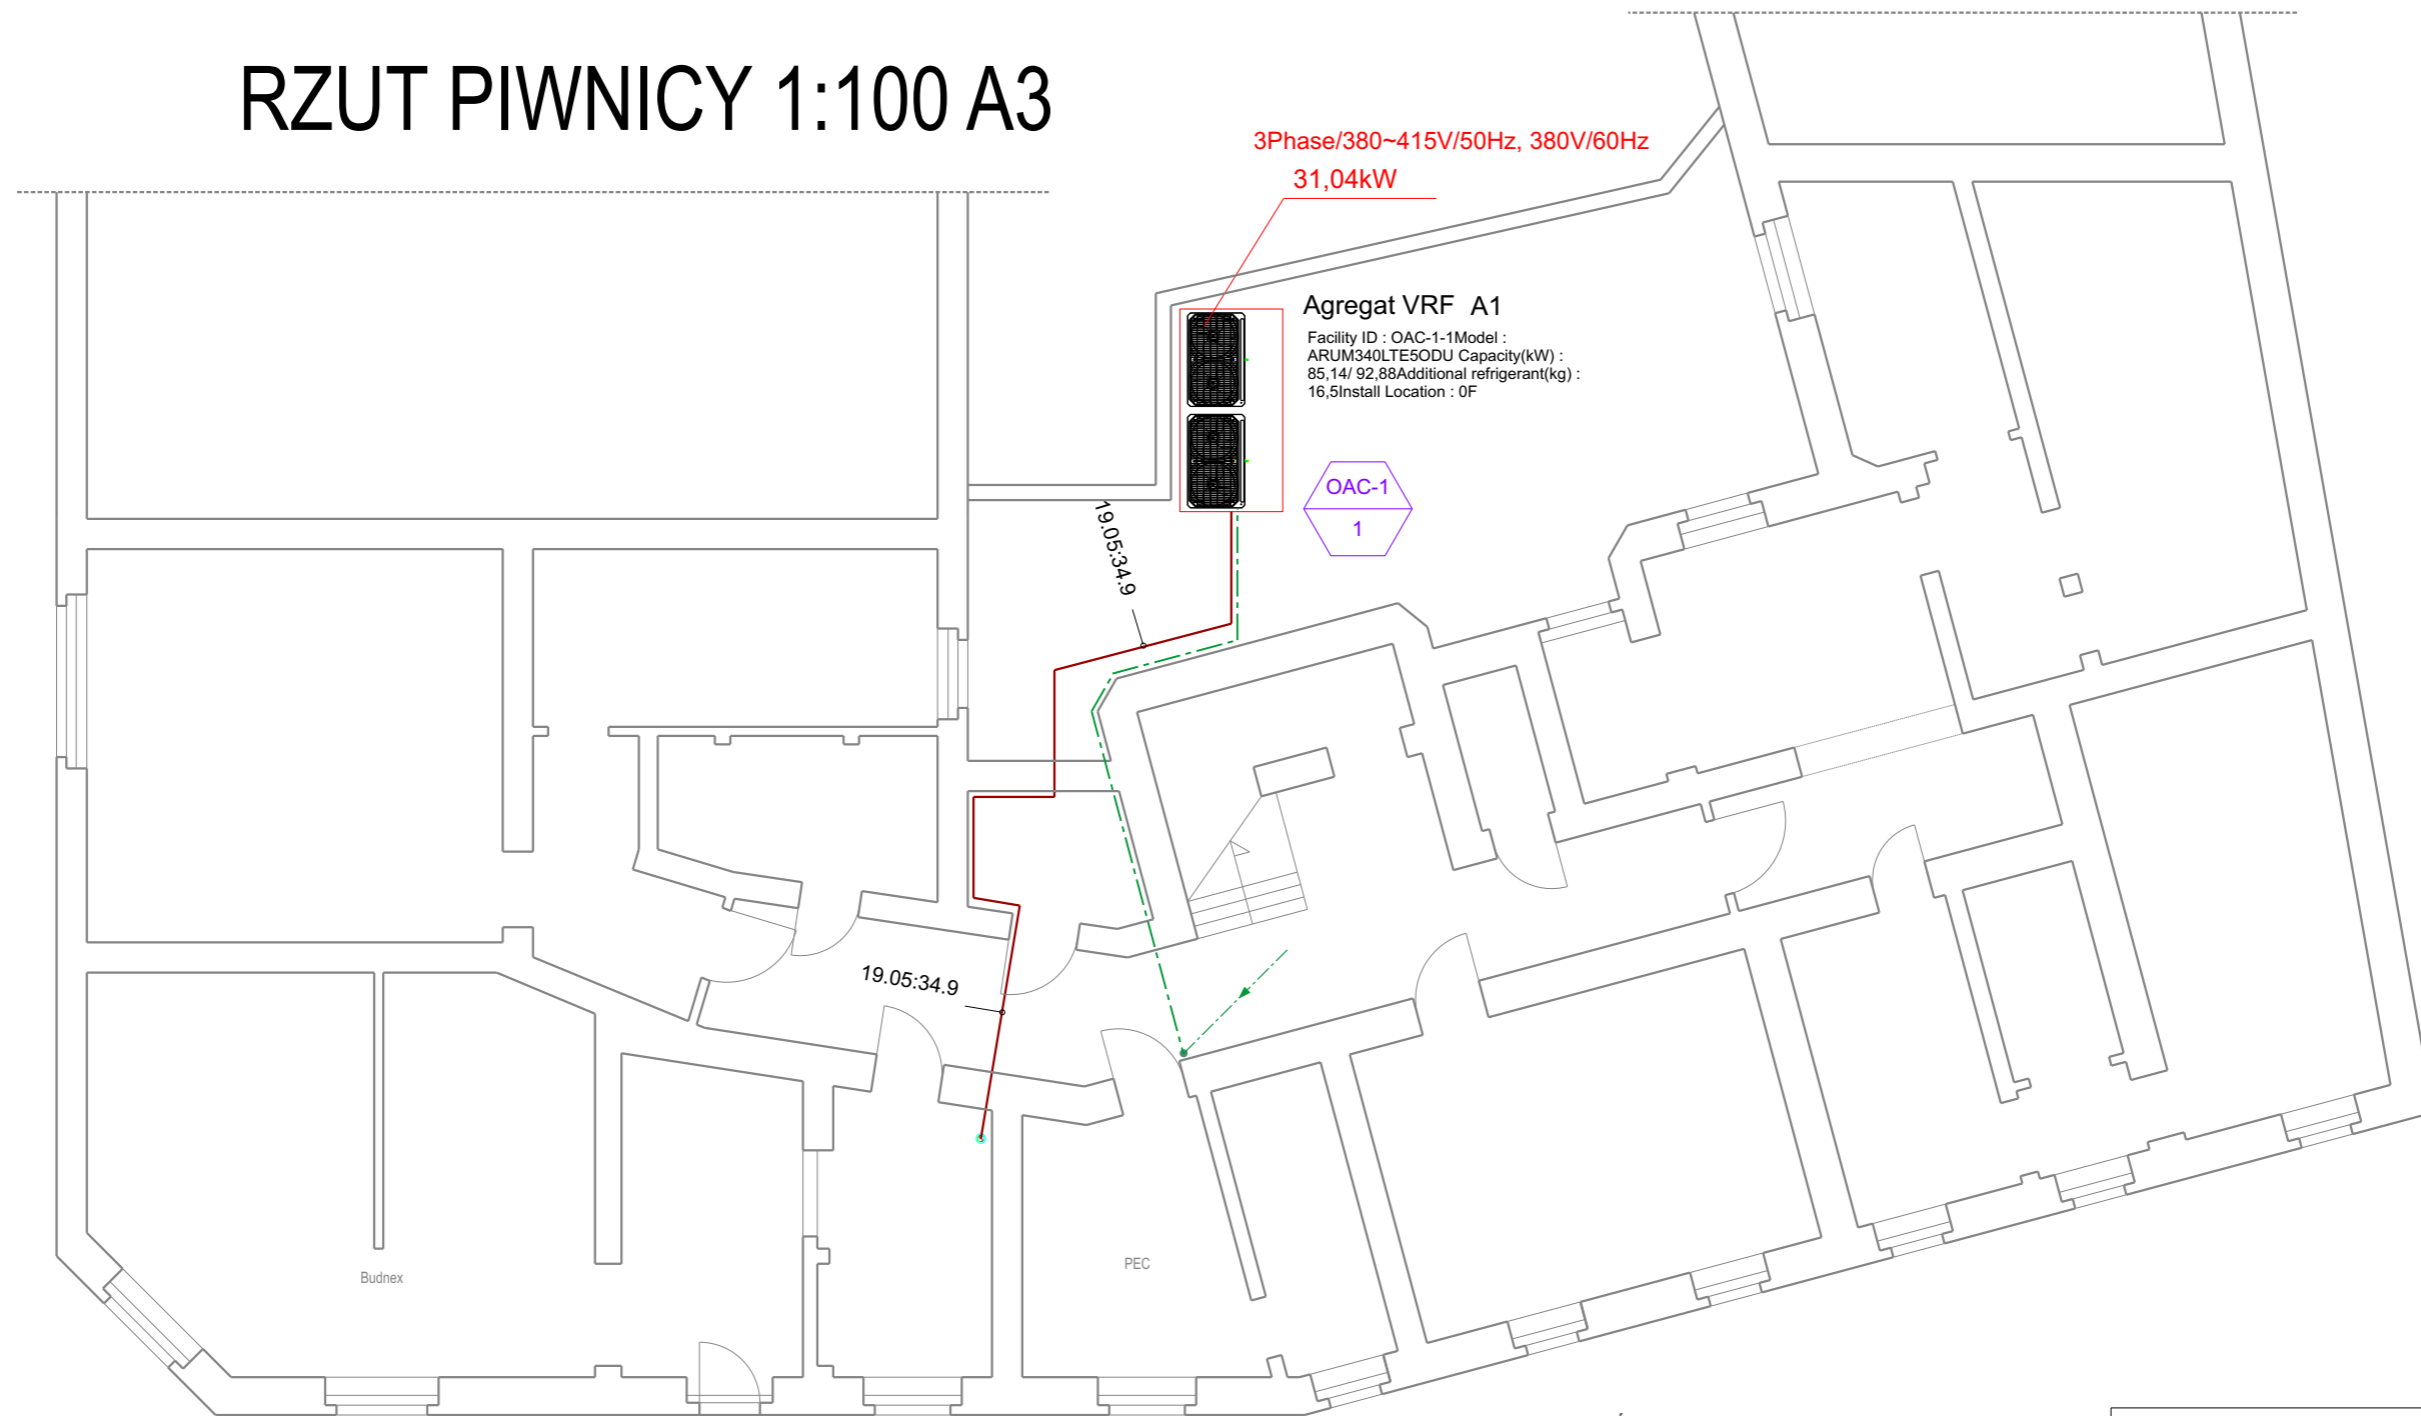 RZUT PIWNICY 1:100 A3
3Phase/380~415V/50Hz, 380V/60Hz
31,04kW
Agregat VRF A1
Facility ID : OAC-1-1Model :
ARUM340LTE5ODU Capacity(kW) :
85,14/ 92,88Additional refrigerant(kg) :
16,5Install Location : 0F
OAC-1
1
19.05:34.9
19.05:34.9
Budnex
PEC